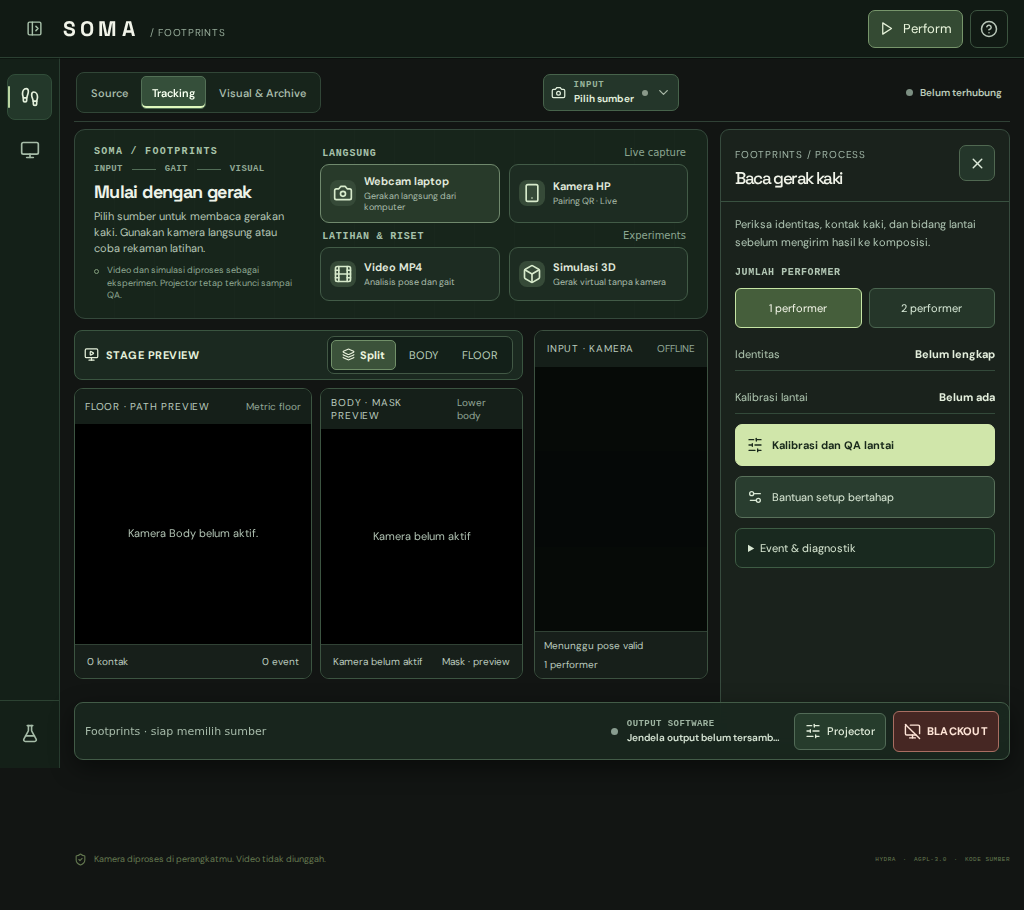 SOMA / FOOTPRINTS
Perform
Source
Tracking
Visual & Archive
INPUT
Pilih sumber
Belum terhubung
SOMA / FOOTPRINTS
INPUT GAIT VISUAL
Mulai dengan gerak
Pilih sumber untuk membaca gerakan
kaki. Gunakan kamera langsung atau
coba rekaman latihan.
Video dan simulasi diproses sebagai
eksperimen. Projector tetap terkunci sampai
QA.
LANGSUNG
Live capture
Webcam laptop
Gerakan langsung dari
komputer
Kamera HP
Pairing QR · Live
LATIHAN & RISET
Experiments
Video MP4
Analisis pose dan gait
Simulasi 3D
Gerak virtual tanpa kamera
STAGE PREVIEW
Split
BODY
FLOOR
FLOOR · PATH PREVIEW
Metric floor
Kamera Body belum aktif.
0 kontak
0 event
BODY · MASK
PREVIEW
Lower
body
Kamera belum aktif
Kamera belum aktif
Mask · preview
INPUT · KAMERA
OFFLINE
Menunggu pose valid
1 performer
FOOTPRINTS / PROCESS
Baca gerak kaki
Periksa identitas, kontak kaki, dan bidang lantai
sebelum mengirim hasil ke komposisi.
JUMLAH PERFORMER
1 performer
2 performer
Identitas
Belum lengkap
Kalibrasi lantai
Belum ada
Kalibrasi dan QA lantai
Bantuan setup bertahap
Event & diagnostik
Footprints · siap memilih sumber
OUTPUT SOFTWARE
Jendela output belum tersamb...
Projector
BLACKOUT
Kamera diproses di perangkatmu. Video tidak diunggah.
HYDRA · AGPL-3.0 · KODE SUMBER